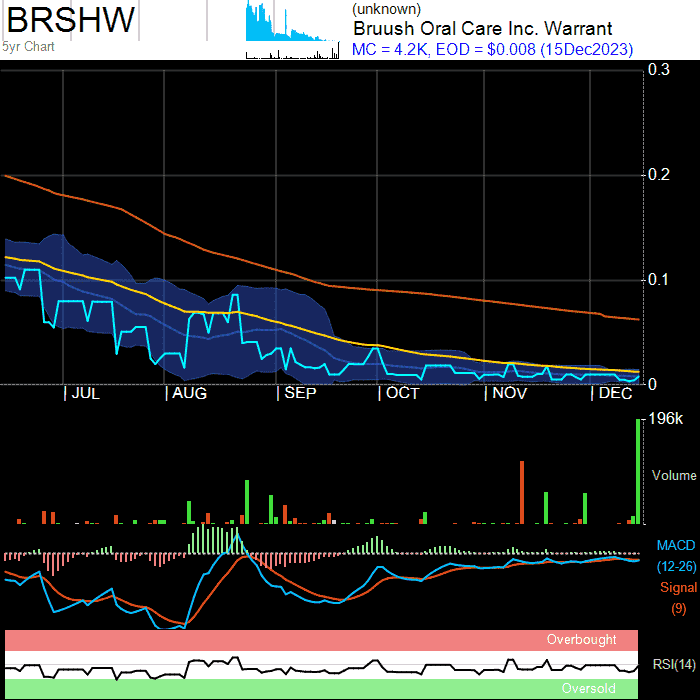 BRSHW
5yr Chart
(unknown)
Bruush Oral Care Inc. Warrant
MC = 4.2K, EOD = $0.008 (15Dec2023)
0.3
0.2
0.1
0
JUL AUG SEP OCT NOV DEC
196k
Volume
MACD
(12-26)
Signal
(9)
Overbought
RSI(14)
Oversold